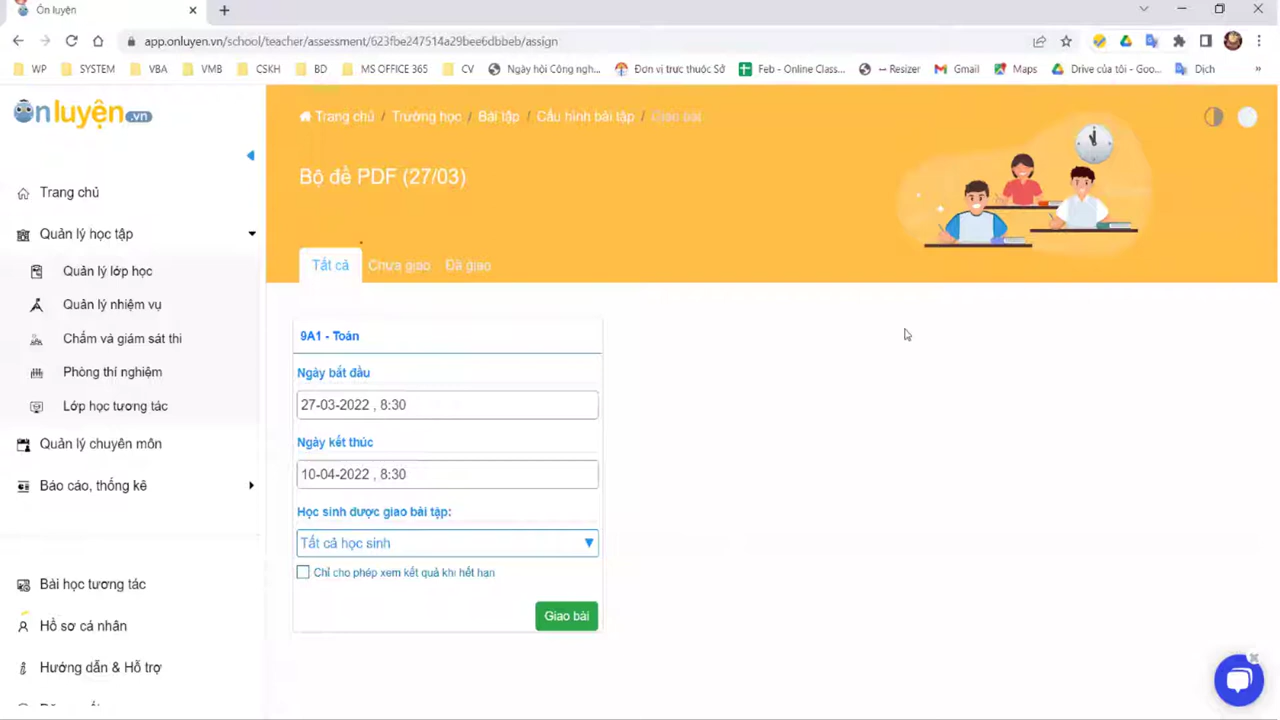 Ôn luyện
app.onluyen.vn/school/teacher/assessment/623fbe247514a29bee6dbbeb/assign
WP SYSTEM VBA VMB CSKH BD MS OFFICE 365 CV Ngày hội Công nghệ... Đơn vị trực thuộc Sở Feb - Online Class... -- Resizer Gmail Maps Drive của tôi - Goo... Dịch »
Ôn luyện .vn
Trang chủ
Quản lý học tập
Quản lý lớp học
Quản lý nhiệm vụ
Chấm và giám sát thi
Phòng thí nghiệm
Lớp học tương tác
Quản lý chuyên môn
Báo cáo, thống kê
Bài học tương tác
Hồ sơ cá nhân
Hướng dẫn & Hỗ trợ
Trang chủ / Trường học / Bài tập / Cấu hình bài tập / Giao bài
Bộ đề PDF (27/03)
Tất cả Chưa giao Đã giao
9A1 - Toán
Ngày bắt đầu
27-03-2022 , 8:30
Ngày kết thúc
10-04-2022 , 8:30
Học sinh được giao bài tập:
Tất cả học sinh
Chỉ cho phép xem kết quả khi hết hạn
Giao bài